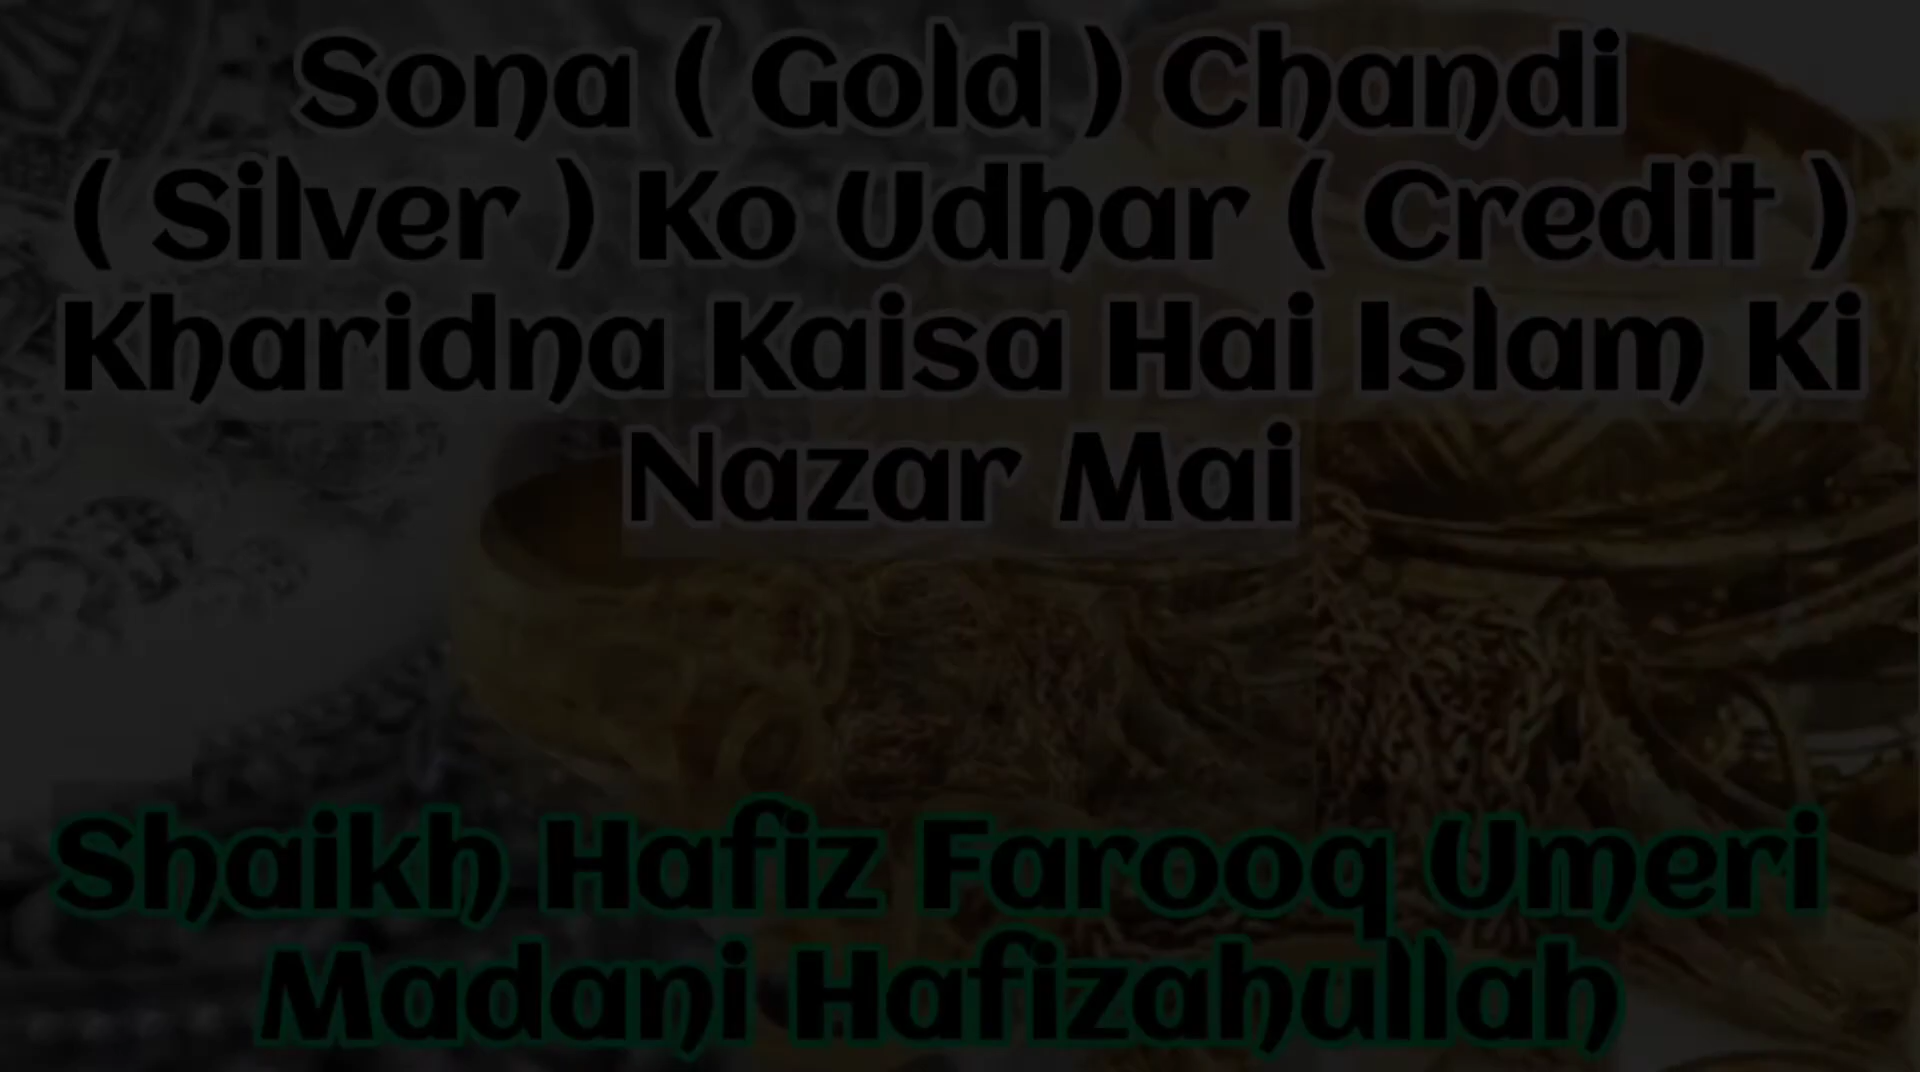 Sona ( Gold ) Chandi
( Silver ) Ko Udhar ( Credit )
Kharidna Kaisa Hai Islam Ki
Nazar Mai
Shaikh Hafiz Farooq Umeri
Madani Hafizahullah